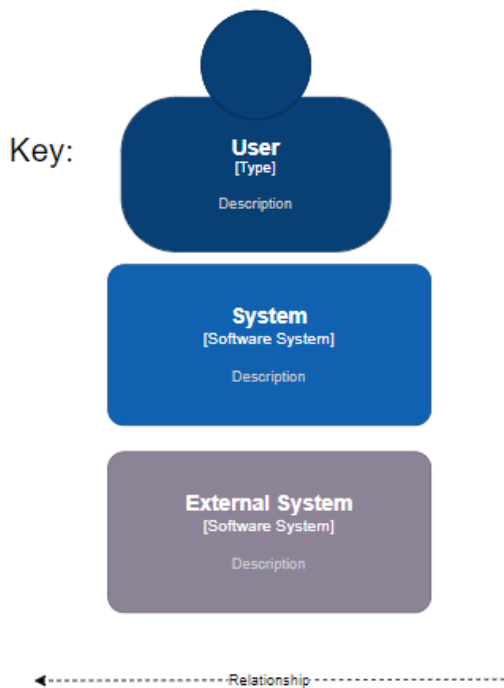 Key:
User
[Type]
Description
System
[Software System]
Description
External System
[Software System]
Description
Relationship